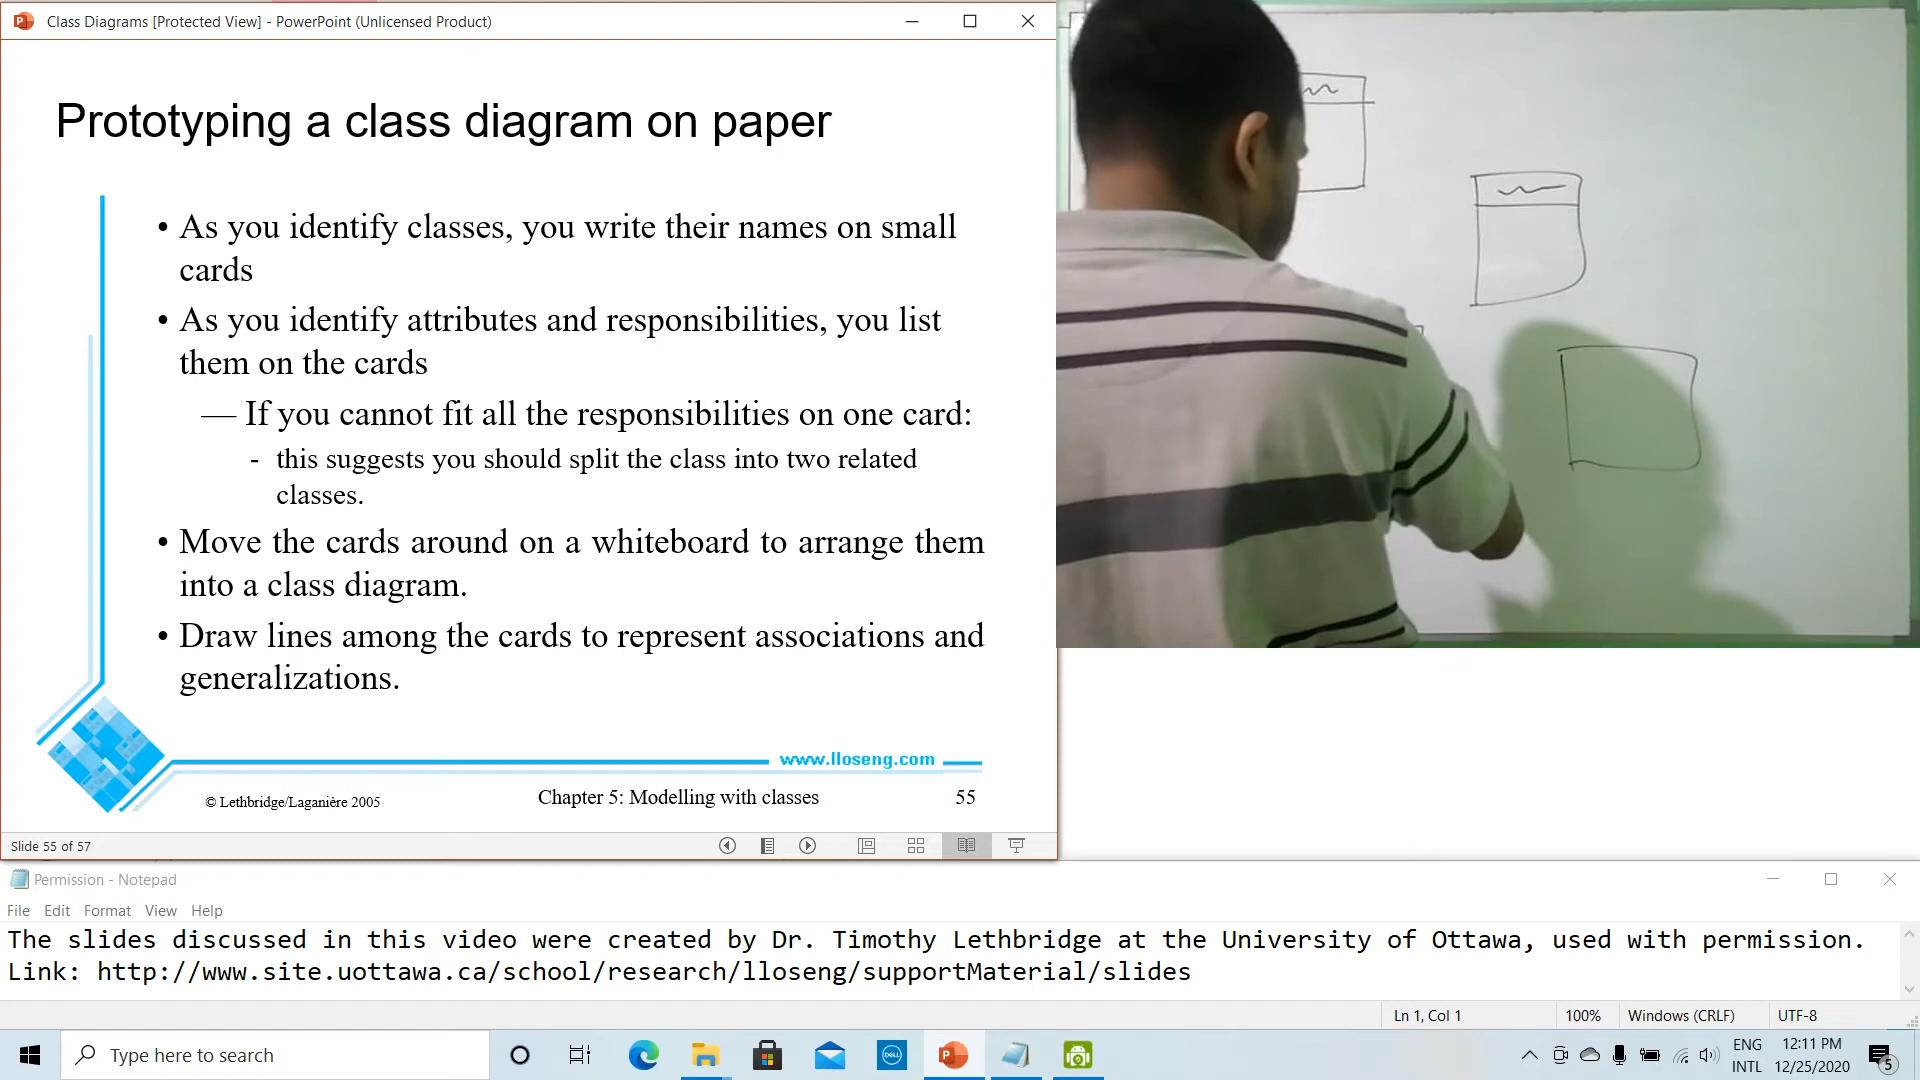 Class Diagrams [Protected View] - PowerPoint (Unlicensed Product)
Prototyping a class diagram on paper
• As you identify classes, you write their names on small
cards
• As you identify attributes and responsibilities, you list
them on the cards
— If you cannot fit all the responsibilities on one card:
- this suggests you should split the class into two related
classes.
• Move the cards around on a whiteboard to arrange them
into a class diagram.
• Draw lines among the cards to represent associations and
generalizations.
www.lloseng.com
© Lethbridge/Laganière 2005
Chapter 5: Modelling with classes
55
Slide 55 of 57
Permission - Notepad
File Edit Format View Help
The slides discussed in this video were created by Dr. Timothy Lethbridge at the University of Ottawa, used with permission.
Link: http://www.site.uottawa.ca/school/research/lloseng/supportMaterial/slides
Ln 1, Col 1 100% Windows (CRLF) UTF-8
Type here to search
DELL
ENG
INTL
12:11 PM
12/25/2020
5